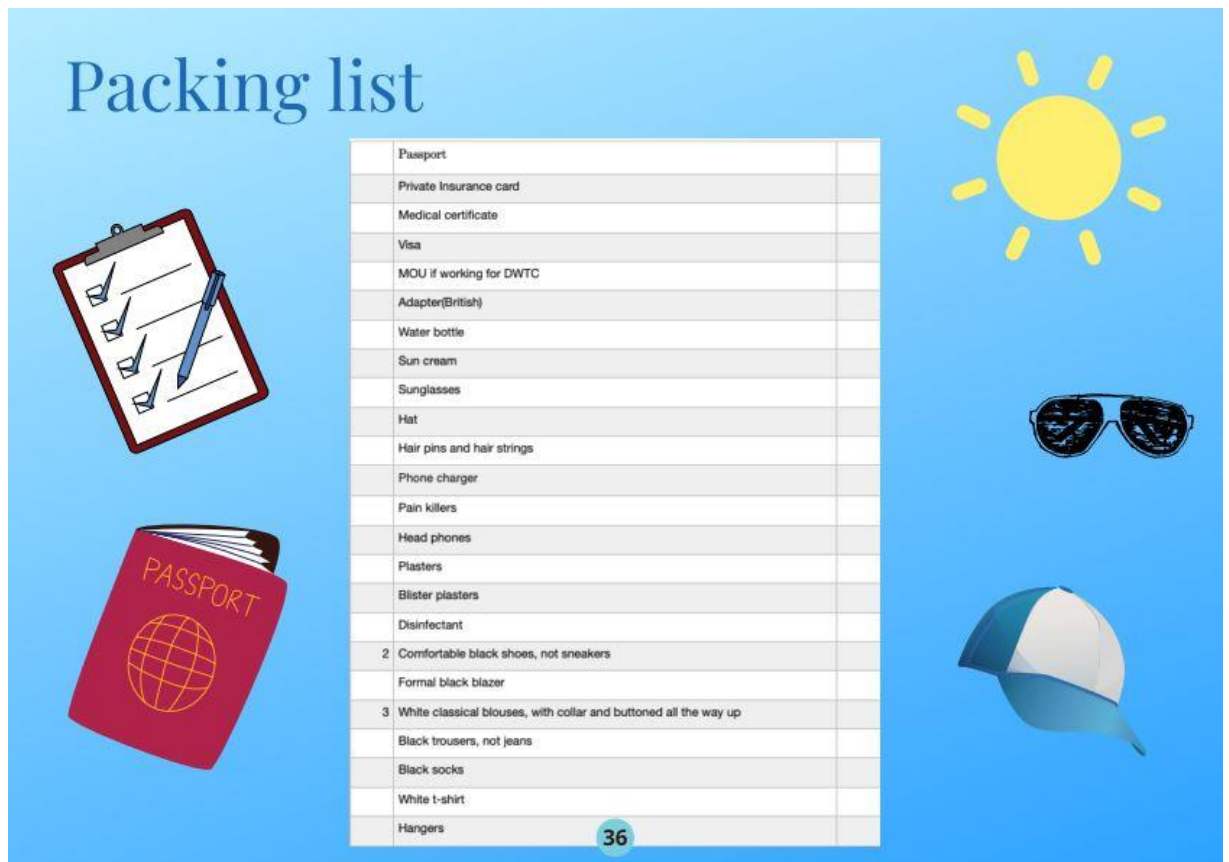 Packing list
Passport
Private Insurance card
Medical certificate
Visa
MOU if working for DWTC
Adapter(British)
Water bottle
Sun cream
Sunglasses
Hat
Hair pins and hair strings
Phone charger
Pain killers
Head phones
Plasters
Blister plasters
Disinfectant
2 Comfortable black shoes, not sneakers
Formal black blazer
3 White classical blouses, with collar and buttoned all the way up
Black trousers, not jeans
Black socks
White t-shirt
Hangers
36
PASSPORT